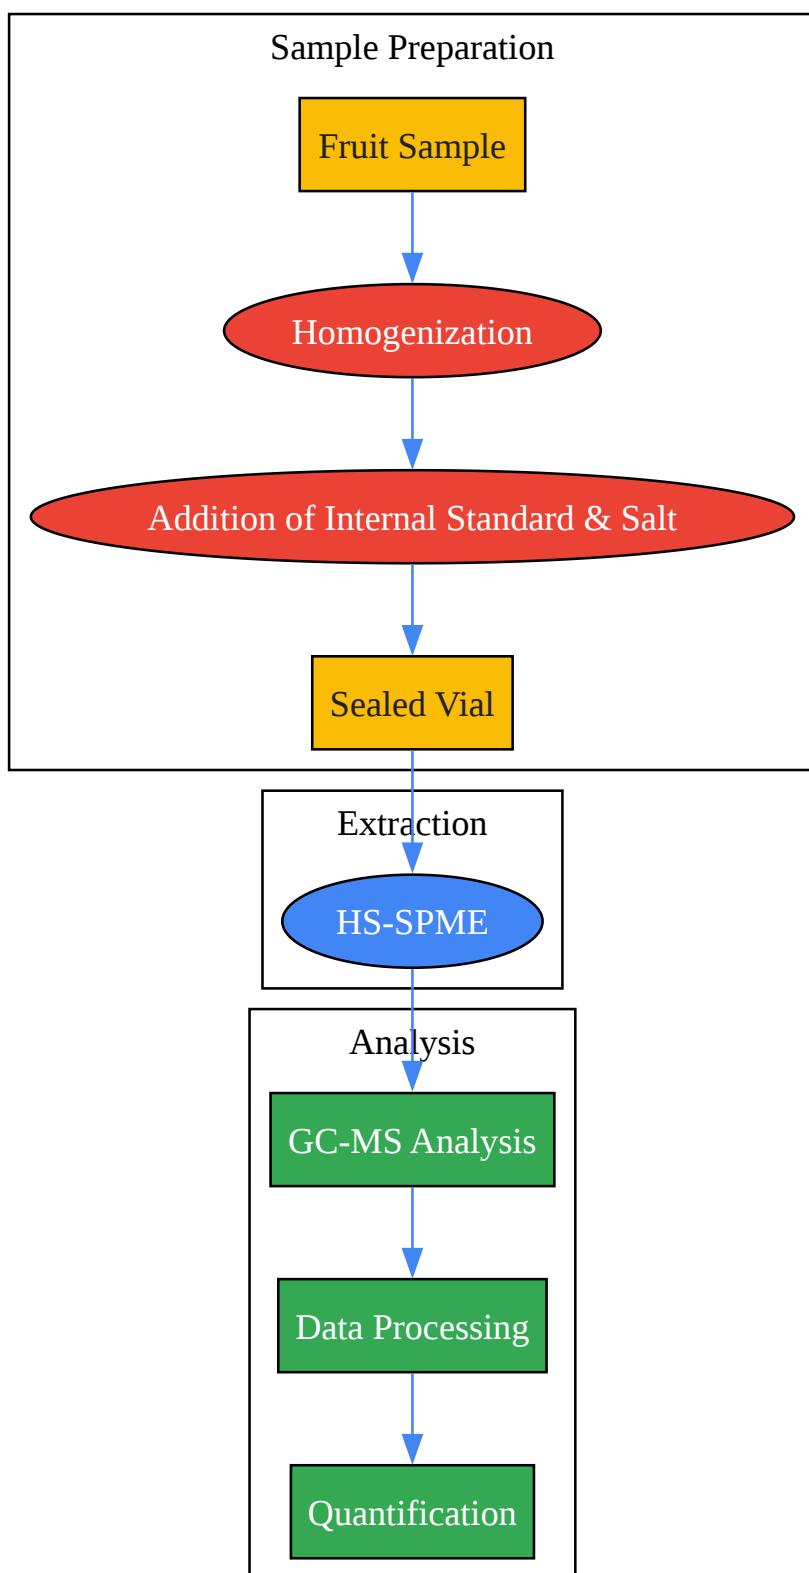 Sample Preparation
Fruit Sample
Homogenization
Addition of Internal Standard & Salt
Sealed Vial
Extraction
HS-SPME
Analysis
GC-MS Analysis
Data Processing
Quantification